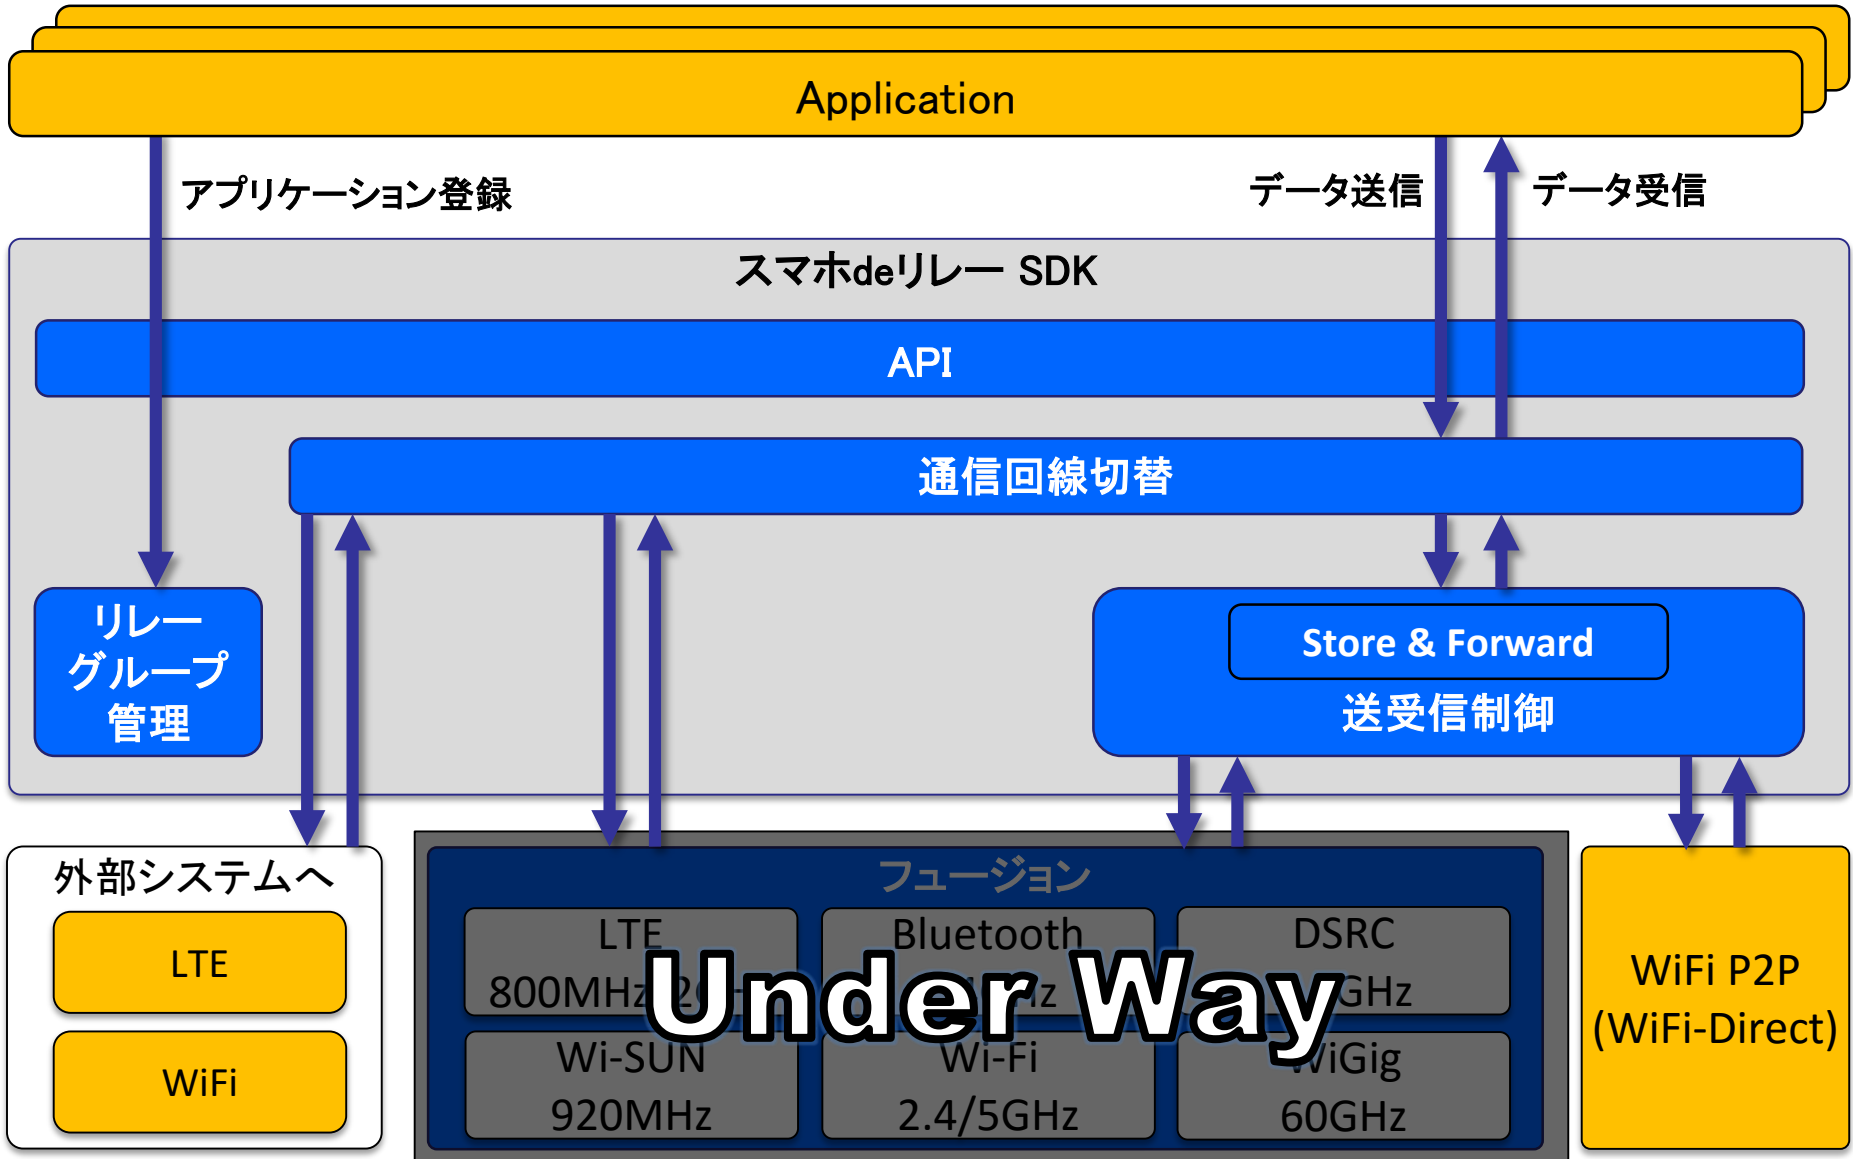 Application
アプリケーション登録
データ送信
データ受信
スマホdeリレー SDK
API
通信回線切替
リレー
グループ
管理
Store & Forward
送受信制御
外部システムへ
LTE
WiFi
フュージョン
LTE
800MHz
Bluetooth
DSRC
GHz
Under Way
Wi-SUN
920MHz
Wi-Fi
2.4/5GHz
WiGig
60GHz
WiFi P2P
(WiFi-Direct)